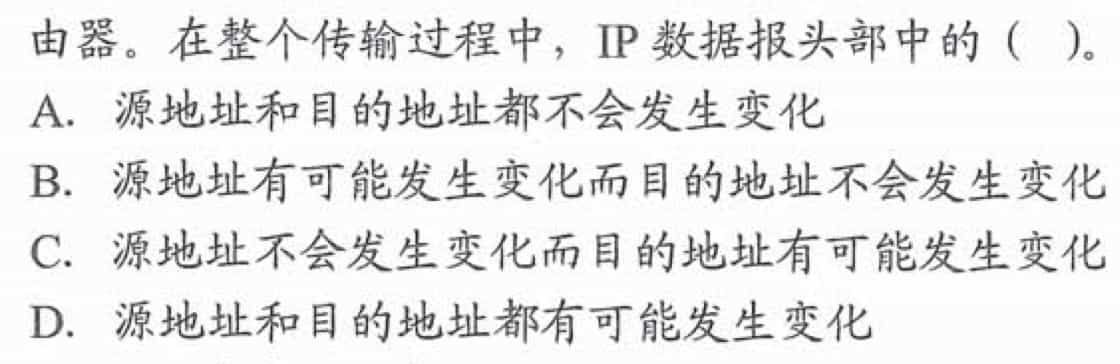 由器。在整个传输过程中，IP 数据报头部中的（ ）。
A. 源地址和目的地址都不会发生变化
B. 源地址有可能发生变化而目的地址不会发生变化
C. 源地址不会发生变化而目的地址有可能发生变化
D. 源地址和目的地址都有可能发生变化